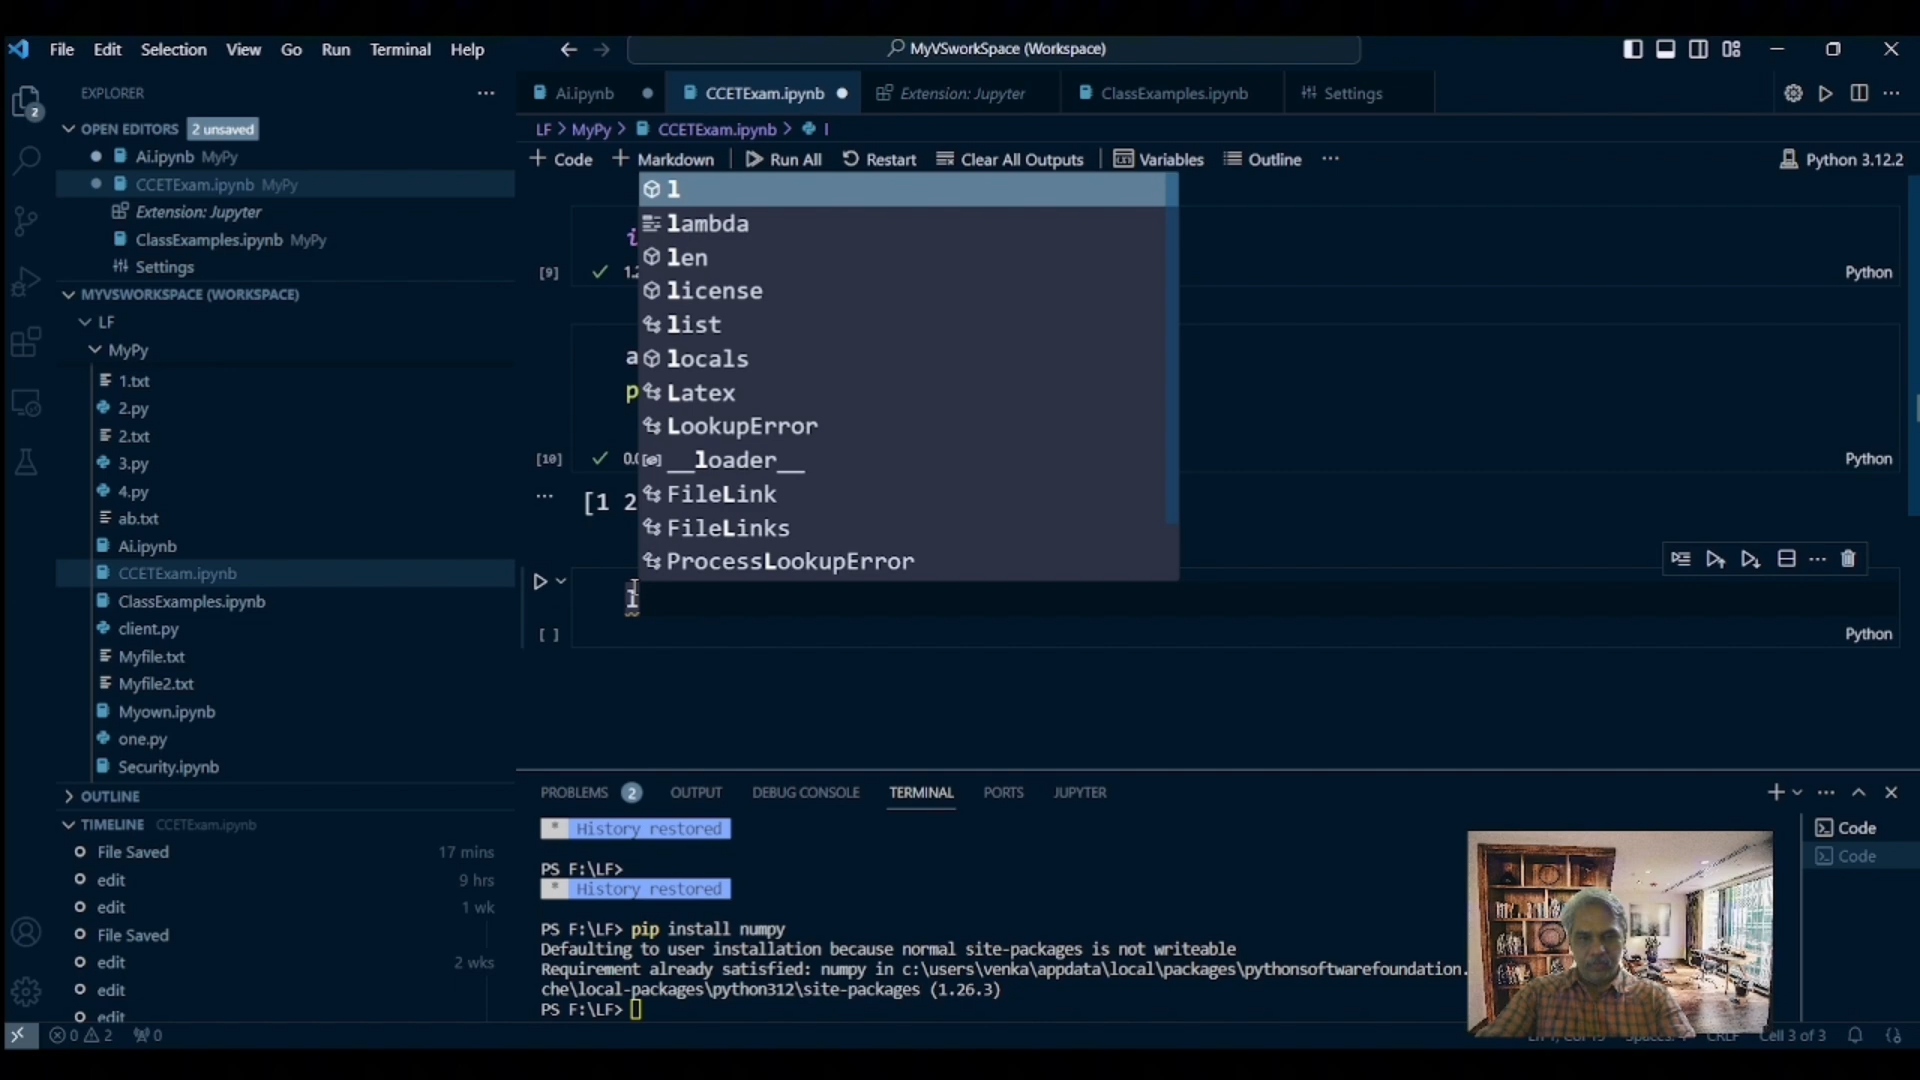 File Edit Selection View Go Run Terminal Help
MyVSworkSpace (Workspace)
EXPLORER
OPEN EDITORS 2 unsaved
Ai.ipynb MyPy
CCETExam.ipynb MyPy
Extension: Jupyter
ClassExamples.ipynb MyPy
Settings
MYVSWORKSPACE (WORKSPACE)
LF
MyPy
1.txt
2.py
2.txt
3.py
4.py
ab.txt
Ai.ipynb
CCETExam.ipynb
ClassExamples.ipynb
client.py
Myfile.txt
Myfile2.txt
Myown.ipynb
one.py
Security.ipynb
OUTLINE
TIMELINE CCETExam.ipynb
File Saved 17 mins
edit 9 hrs
edit 1 wk
File Saved
edit 2 wks
edit
edit
2
Ai.ipynb CCETExam.ipynb Extension: Jupyter ClassExamples.ipynb Settings
LF > MyPy > CCETExam.ipynb > l
+ Code + Markdown Run All Restart Clear All Outputs Variables Outline Python 3.12.2
l
lambda
len
license
list
locals
Latex
LookupError
__loader__
FileLink
FileLinks
ProcessLookupError
i
[9] Python
a
p
[10] Python
[1 2
l
[ ] Python
PROBLEMS 2 OUTPUT DEBUG CONSOLE TERMINAL PORTS JUPYTER
* History restored
PS F:\LF>
* History restored
PS F:\LF> pip install numpy
Defaulting to user installation because normal site-packages is not writeable
Requirement already satisfied: numpy in c:\users\venka\appdata\local\packages\pythonsoftwarefoundation.
che\local-packages\python312\site-packages (1.26.3)
PS F:\LF>
Code
Code
0 2 0
CRLF Cell 3 of 3